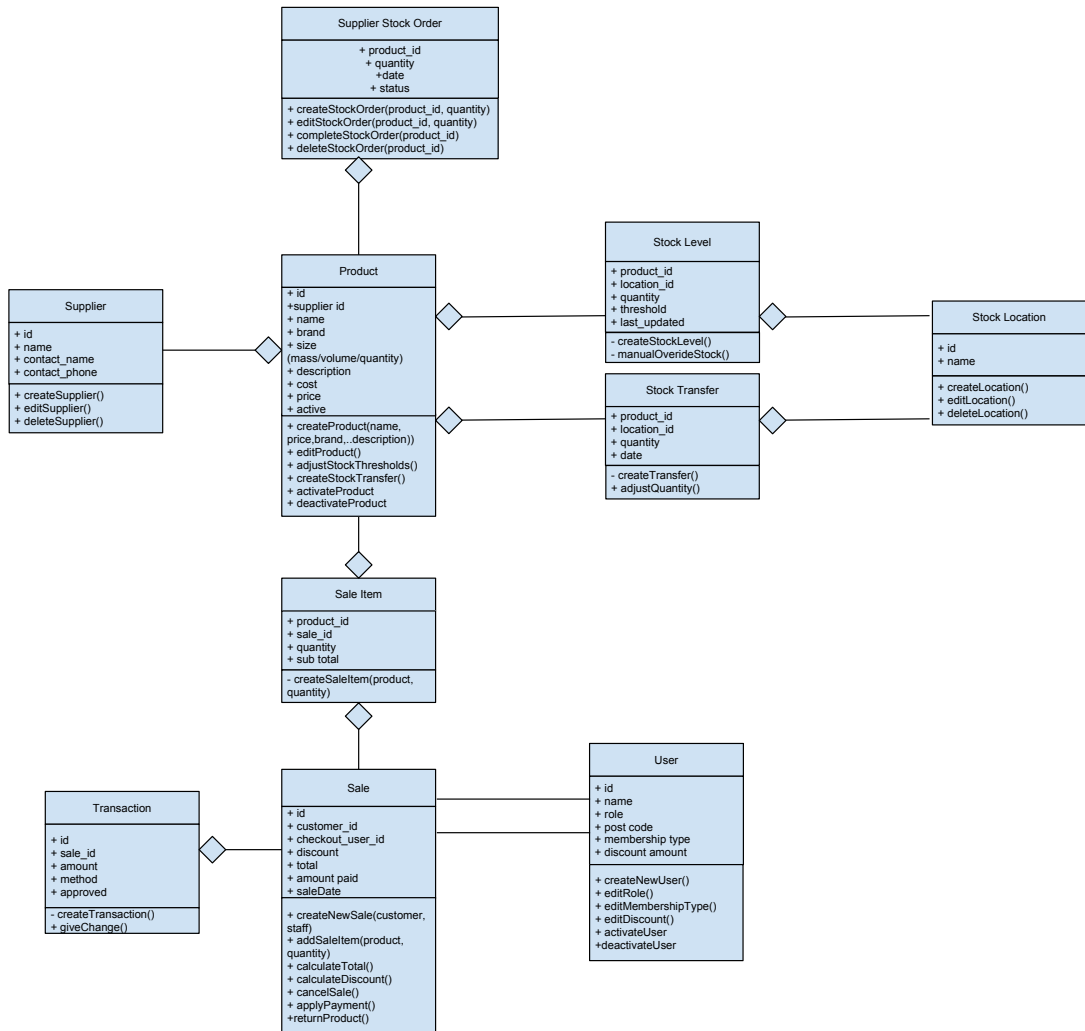 Supplier Stock Order
+ product_id
+ quantity
+date
+ status
+ createStockOrder(product_id, quantity)
+ editStockOrder(product_id, quantity)
+ completeStockOrder(product_id)
+ deleteStockOrder(product_id)
Supplier
+ id
+ name
+ contact_name
+ contact_phone
+ createSupplier()
+ editSupplier()
+ deleteSupplier()
Product
+ id
+supplier id
+ name
+ brand
+ size
(mass/volume/quantity)
+ description
+ cost
+ price
+ active
+ createProduct(name,
price,brand,..description))
+ editProduct()
+ adjustStockThresholds()
+ createStockTransfer()
+ activateProduct
+ deactivateProduct
Stock Level
+ product_id
+ location_id
+ quantity
+ threshold
+ last_updated
- createStockLevel()
- manualOverideStock()
Stock Transfer
+ product_id
+ location_id
+ quantity
+ date
- createTransfer()
+ adjustQuantity()
Stock Location
+ id
+ name
+ createLocation()
+ editLocation()
+ deleteLocation()
Sale Item
+ product_id
+ sale_id
+ quantity
+ sub total
- createSaleItem(product,
quantity)
Transaction
+ id
+ sale_id
+ amount
+ method
+ approved
- createTransaction()
+ giveChange()
Sale
+ id
+ customer_id
+ checkout_user_id
+ discount
+ total
+ amount paid
+ saleDate
+ createNewSale(customer,
staff)
+ addSaleItem(product,
quantity)
+ calculateTotal()
+ calculateDiscount()
+ cancelSale()
+ applyPayment()
+returnProduct()
User
+ id
+ name
+ role
+ post code
+ membership type
+ discount amount
+ createNewUser()
+ editRole()
+ editMembershipType()
+ editDiscount()
+ activateUser
+deactivateUser